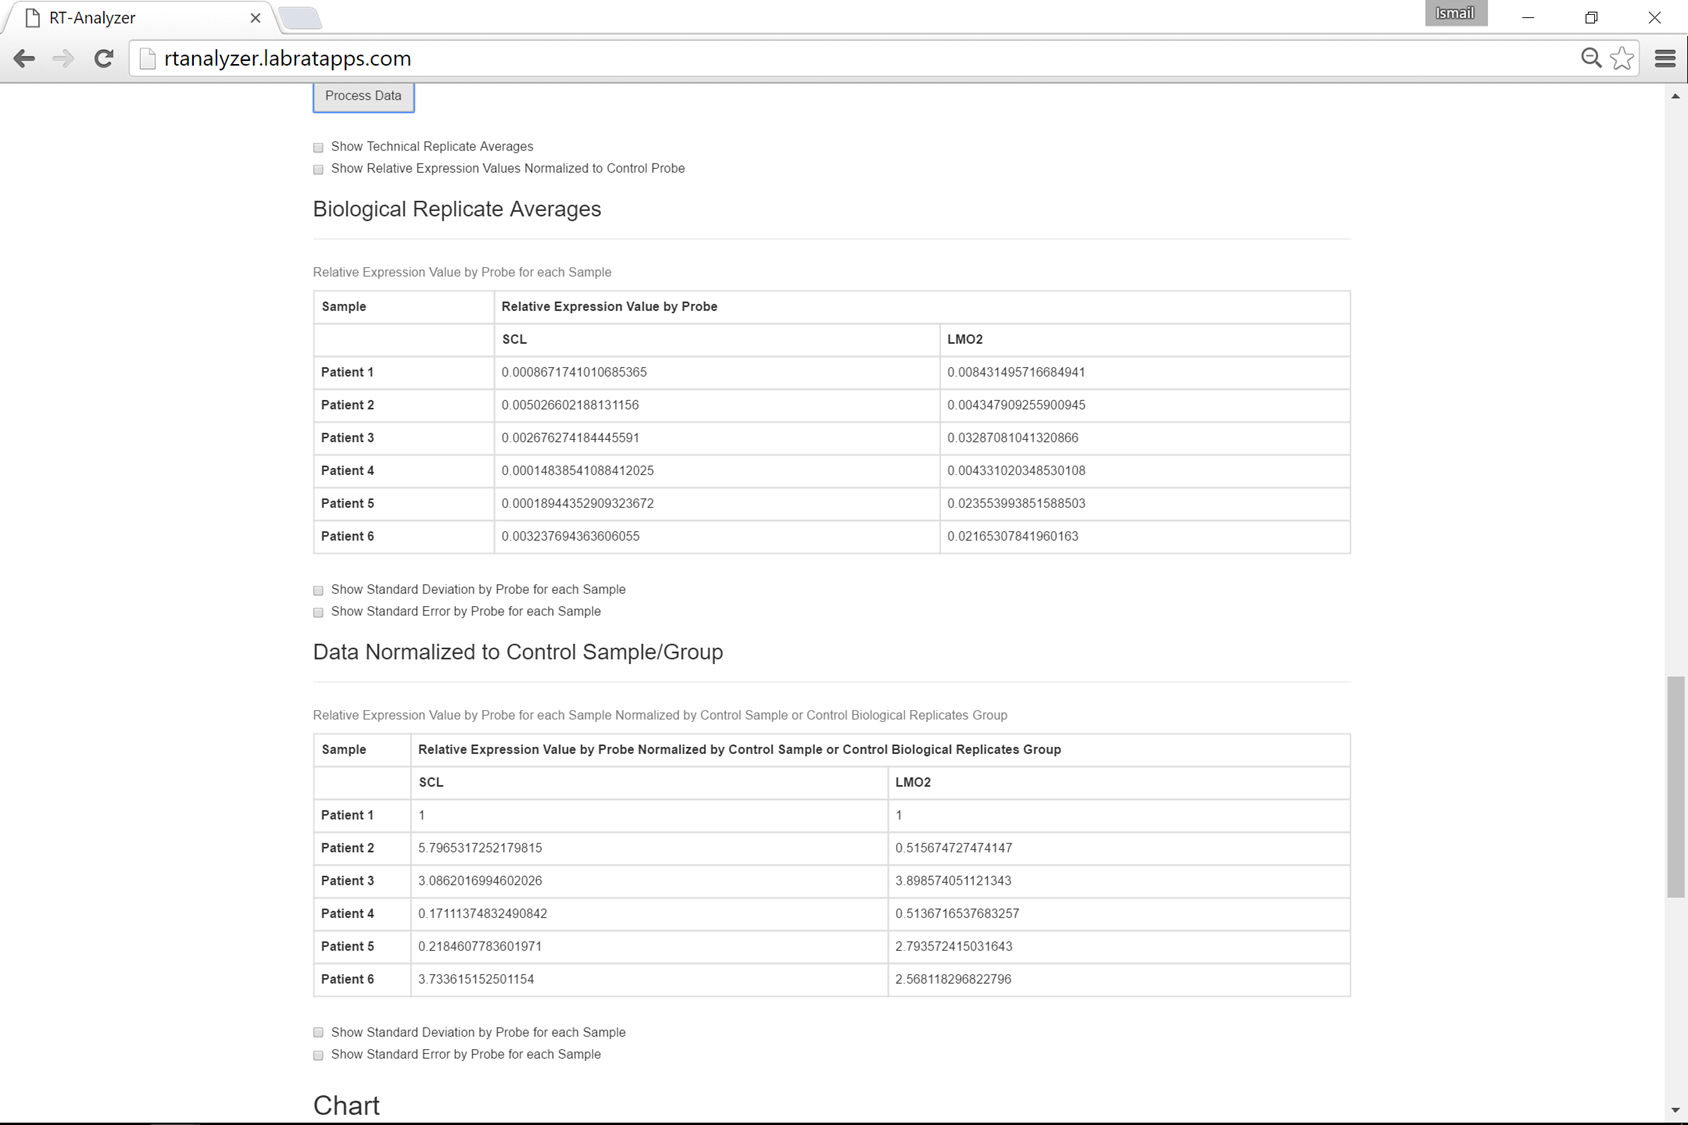 RT-Analyzer
Ismail
rtanalyzer.labratapps.com
Process Data
Show Technical Replicate Averages
Show Relative Expression Values Normalized to Control Probe
Biological Replicate Averages
Relative Expression Value by Probe for each Sample
Sample Relative Expression Value by Probe
SCL LMO2
Patient 1 0.0008671741010685365 0.008431495716684941
Patient 2 0.005026602188131156 0.004347909255900945
Patient 3 0.002676274184445591 0.03287081041320866
Patient 4 0.00014838541088412025 0.004331020348530108
Patient 5 0.00018944352909323672 0.023553993851588503
Patient 6 0.003237694363606055 0.02165307841960163
Show Standard Deviation by Probe for each Sample
Show Standard Error by Probe for each Sample
Data Normalized to Control Sample/Group
Relative Expression Value by Probe for each Sample Normalized by Control Sample or Control Biological Replicates Group
Sample Relative Expression Value by Probe Normalized by Control Sample or Control Biological Replicates Group
SCL LMO2
Patient 1 1 1
Patient 2 5.7965317252179815 0.515674727474147
Patient 3 3.0862016994602026 3.898574051121343
Patient 4 0.17111374832490842 0.5136716537683257
Patient 5 0.2184607783601971 2.793572415031643
Patient 6 3.733615152501154 2.568118296822796
Show Standard Deviation by Probe for each Sample
Show Standard Error by Probe for each Sample
Chart